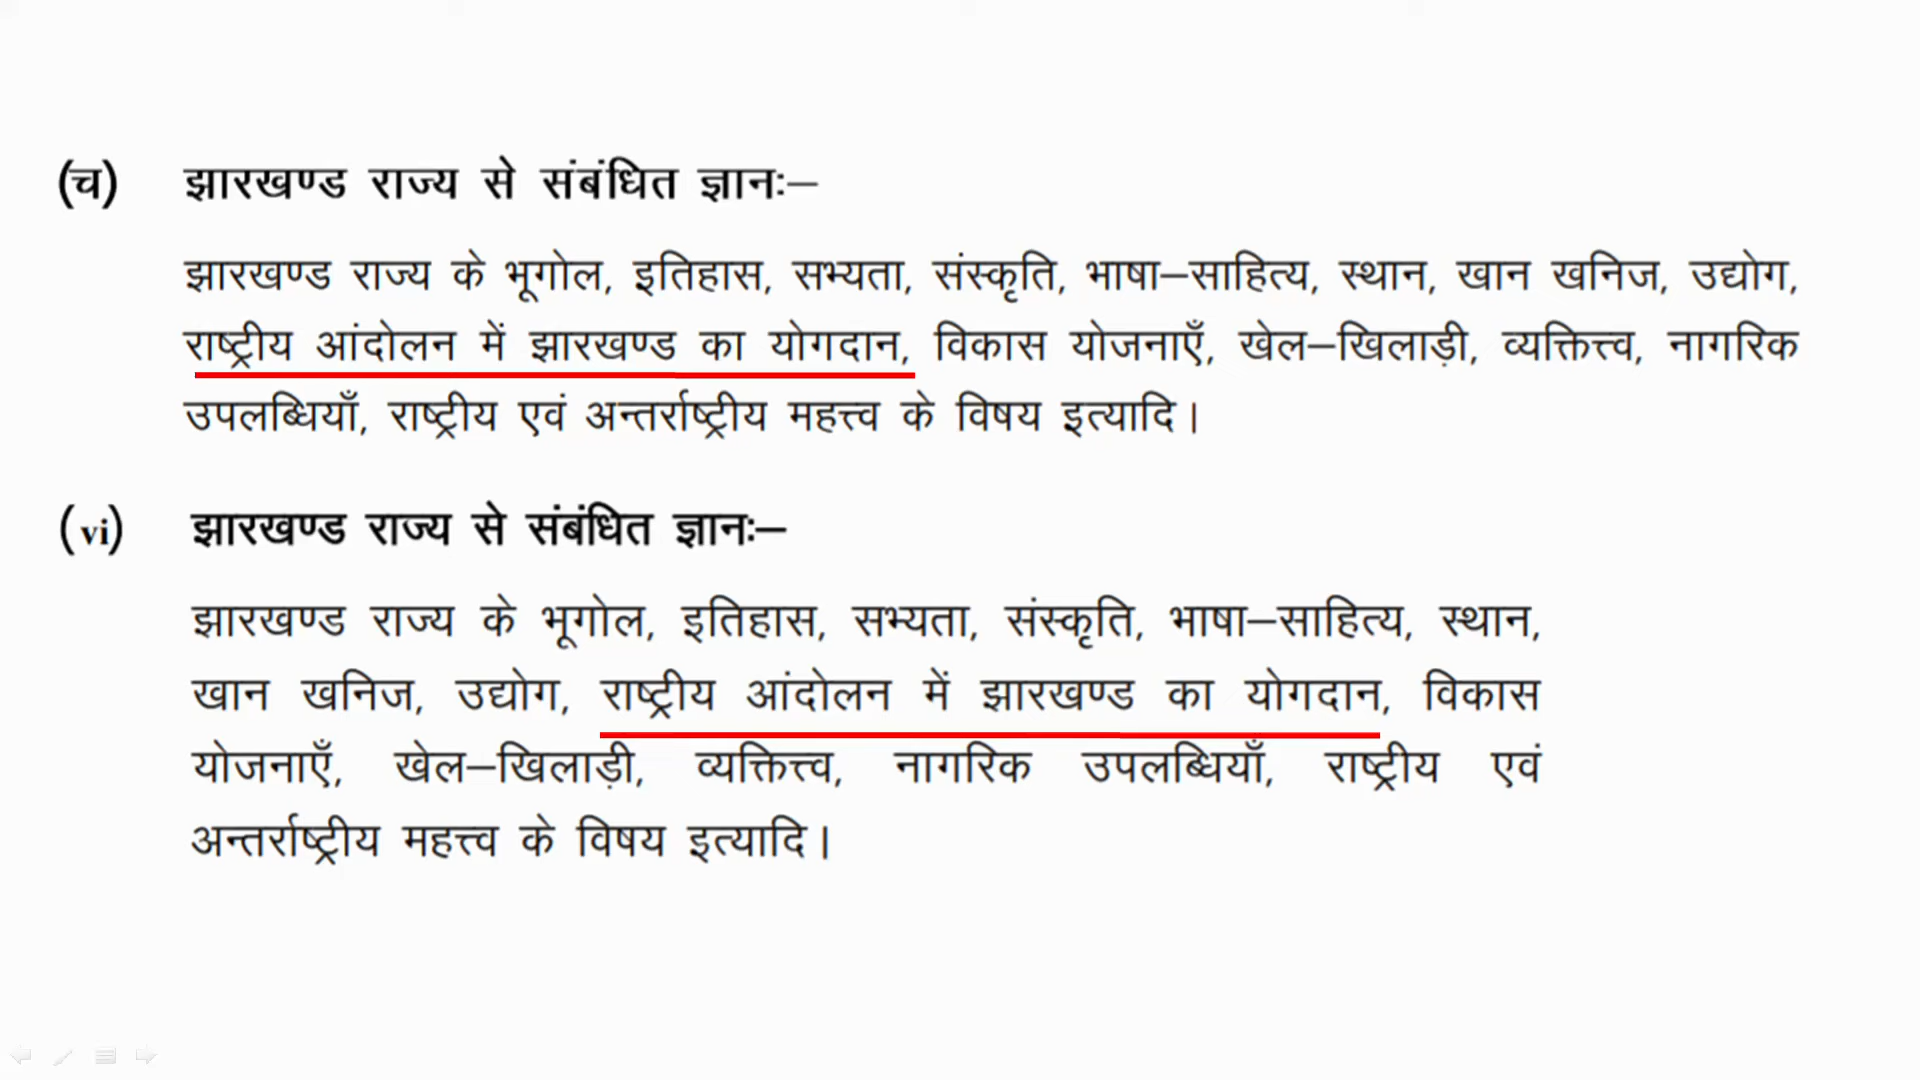 (च) झारखण्ड राज्य से संबंधित ज्ञानः–
झारखण्ड राज्य के भूगोल, इतिहास, सभ्यता, संस्कृति, भाषा–साहित्य, स्थान, खान खनिज, उद्योग,
राष्ट्रीय आंदोलन में झारखण्ड का योगदान, विकास योजनाएँ, खेल–खिलाड़ी, व्यक्तित्त्व, नागरिक
उपलब्धियाँ, राष्ट्रीय एवं अन्तर्राष्ट्रीय महत्त्व के विषय इत्यादि।
(vi) झारखण्ड राज्य से संबंधित ज्ञानः–
झारखण्ड राज्य के भूगोल, इतिहास, सभ्यता, संस्कृति, भाषा–साहित्य, स्थान,
खान खनिज, उद्योग, राष्ट्रीय आंदोलन में झारखण्ड का योगदान, विकास
योजनाएँ, खेल–खिलाड़ी, व्यक्तित्त्व, नागरिक उपलब्धियाँ, राष्ट्रीय एवं
अन्तर्राष्ट्रीय महत्त्व के विषय इत्यादि।